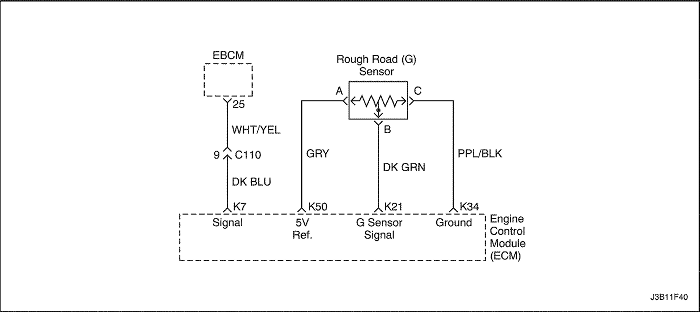 EBCM
Rough Road (G)
Sensor
A
C
25
B
WHT/YEL
9 C110
GRY
DK GRN
PPL/BLK
DK BLU
K7
K50
K21
K34
Signal
5V
Ref.
G Sensor
Signal
Ground
Engine
Control
Module
(ECM)
J3B11F40